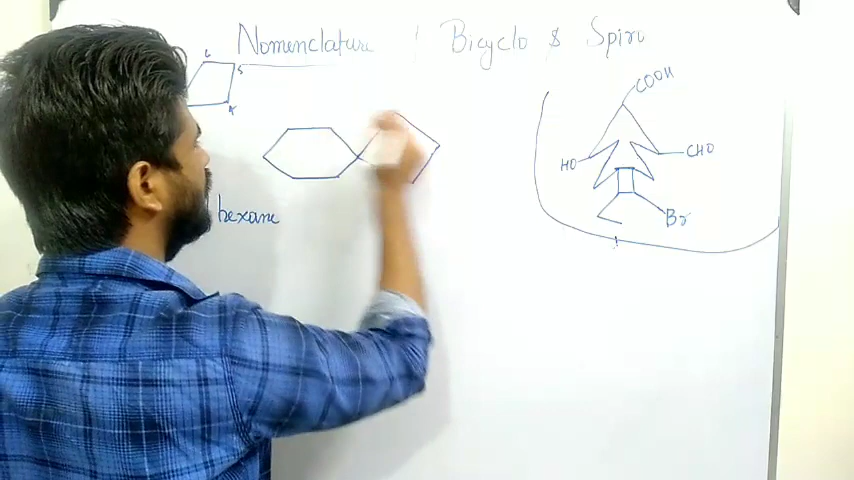 Nomenclature / Bicyclo & Spiro
COOH
HO
CHO
Br
hexane